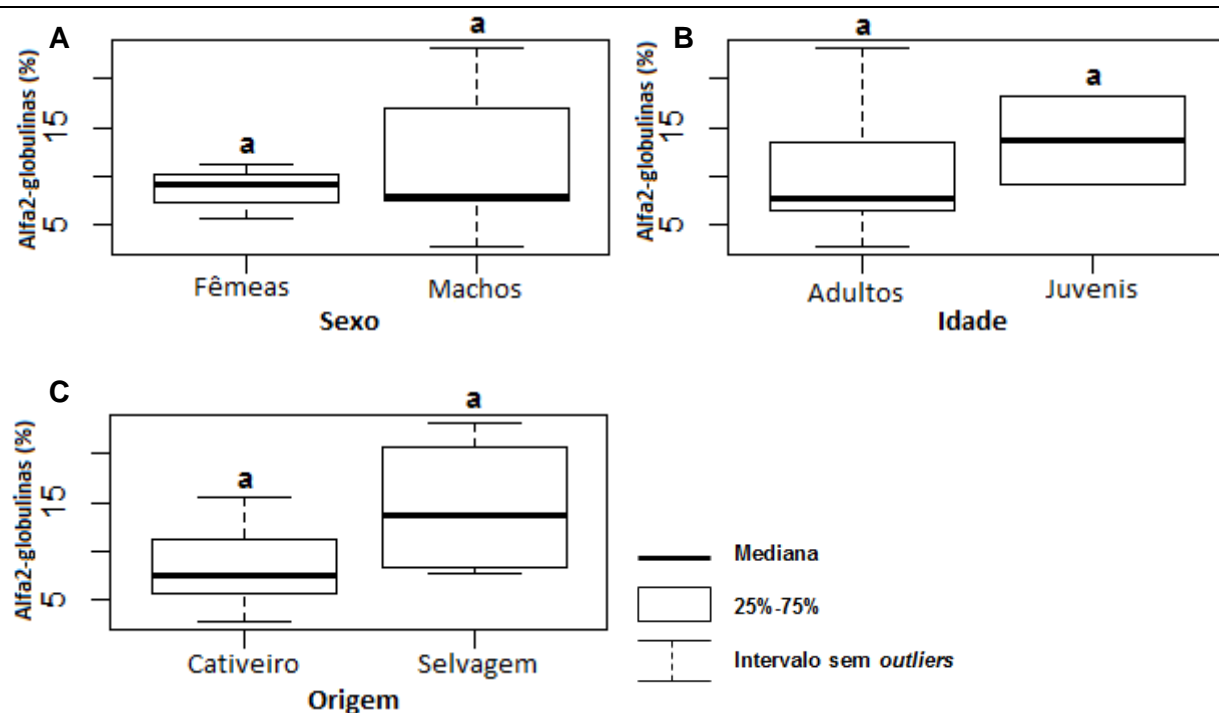 A
a
a
Alfa2-globulinas (%)
15
5
Fêmeas
Machos
Sexo
B
a
a
Alfa2-globulinas (%)
15
5
Adultos
Juvenis
Idade
C
a
a
Alfa2-globulinas (%)
15
5
Cativeiro
Selvagem
Origem
Mediana
25%-75%
Intervalo sem outliers